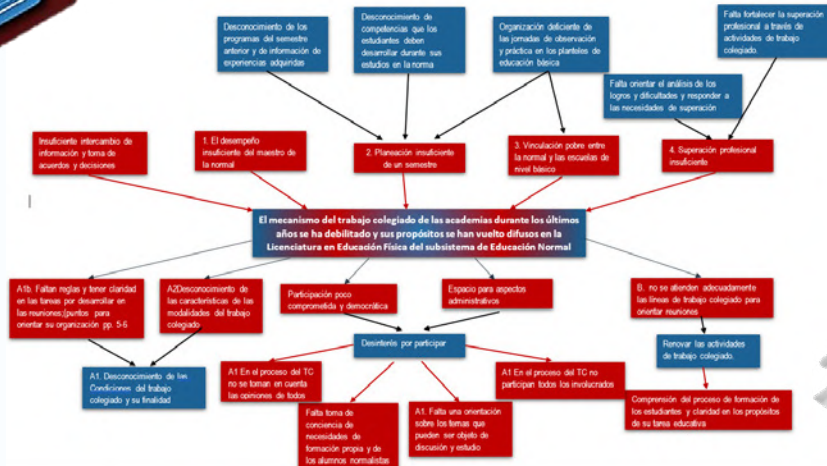 Desconocimiento de los
programas del semestre
anterior y de información de
experiencias adquiridas
Desconocimiento de
competencias que los
estudiantes deben
desarrollar durante sus
estudios en la norma
Organización deficiente de
las jornadas de observación
y práctica en los planteles de
educación básica
Falta fortalecer la superación
profesional a través de
actividades de trabajo
colegiado.
Falta orientar el análisis de los
logros y dificultades y responder a
las necesidades de superación
Insuficiente intercambio de
información y toma de
acuerdos y decisiones
1. El desempeño
insuficiente del maestro de
la normal
2. Planeación insuficiente
de un semestre
3. Vinculación pobre entre
la normal y las escuelas de
nivel básico
4. Superación profesional
insuficiente
El mecanismo del trabajo colegiado de las academias durante los últimos
años se ha debilitado y sus propósitos se han vuelto difusos en la
Licenciatura en Educación Física del subsistema de Educación Normal
A1b. Faltan reglas y tener claridad
en las tareas por desarrollar en
las reuniones;(puntos para
orientar su organización pp. 5-6
A2Desconocimiento de
las características de las
modalidades del trabajo
colegiado
Participación poco
comprometida y democrática
Espacio para aspectos
administrativos
B. no se atienden adecuadamente
las líneas de trabajo colegiado para
orientar reuniones
Desinterés por participar
Renovar las actividades
de trabajo colegiado.
A1. Desconocimiento de las
Condiciones del trabajo
colegiado y su finalidad
A1 En el proceso del TC
no se toman en cuenta
las opiniones de todos
A1 En el proceso del TC no
participan todos los involucrados
Falta toma de
conciencia de
necesidades de
formación propia y de
los alumnos normalistas
A1. Falta una orientación
sobre los temas que
pueden ser objeto de
discusión y estudio
Comprensión del proceso de formación de
los estudiantes y claridad en los propósitos
de su tarea educativa